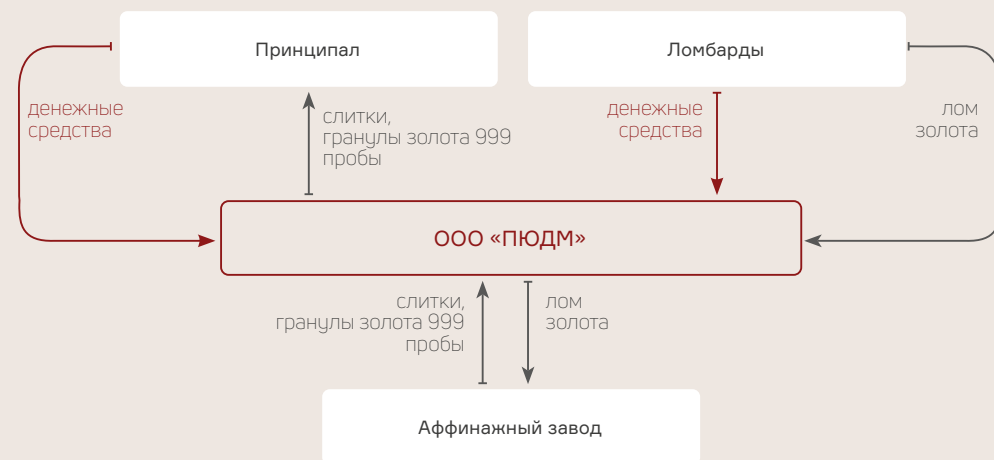 Принципал
Ломбарды
денежные
средства
слитки,
гранулы золота 999
пробы
денежные
средства
лом
золота
ООО «ПЮДМ»
слитки,
гранулы золота 999
пробы
лом
золота
Аффинажный завод